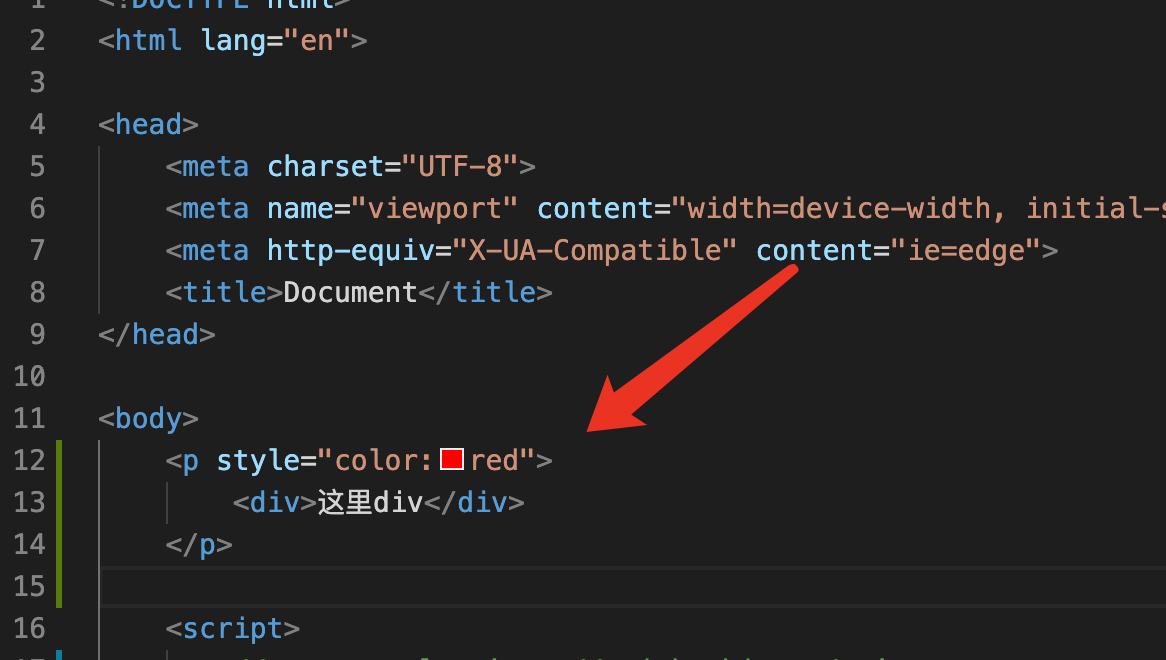 1 <!DOCTYPE html>
2 <html lang="en">
3
4 <head>
5 <meta charset="UTF-8">
6 <meta name="viewport" content="width=device-width, initial-s
7 <meta http-equiv="X-UA-Compatible" content="ie=edge">
8 <title>Document</title>
9 </head>
10
11 <body>
12 <p style="color:red">
13 <div>这里div</div>
14 </p>
15
16 <script>